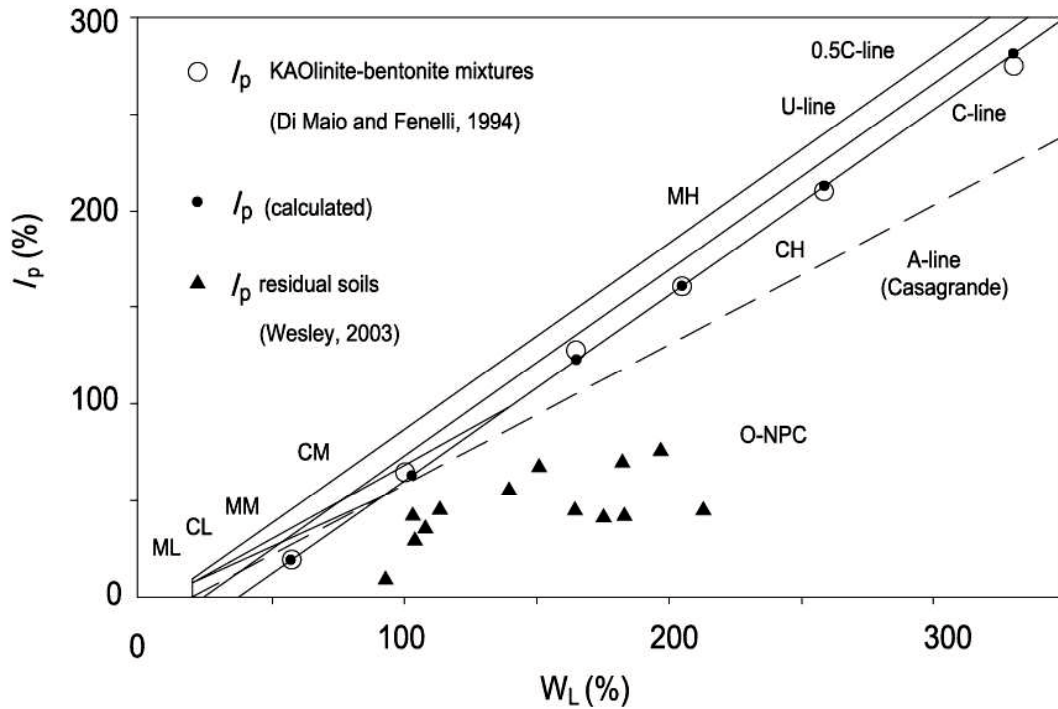 300
200
100
0
I_p (%)
I_p KAOlinite-bentonite mixtures
(Di Maio and Fenelli, 1994)
I_p (calculated)
I_p residual soils
(Wesley, 2003)
0.5C-line
U-line
C-line
MH
CH
A-line
(Casagrande)
O-NPC
CM
MM
CL
ML
0
100
200
300
W_L (%)